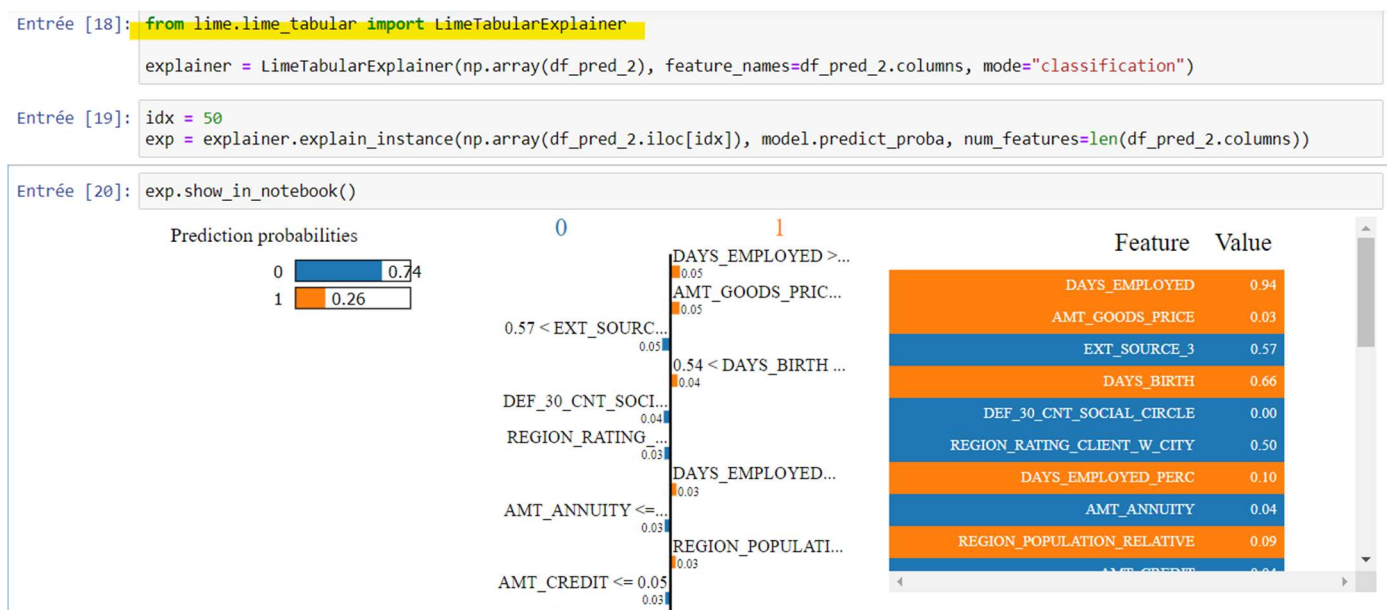 Entrée [18]: from lime.lime_tabular import LimeTabularExplainer
explainer = LimeTabularExplainer(np.array(df_pred_2), feature_names=df_pred_2.columns, mode="classification")
Entrée [19]: idx = 50
exp = explainer.explain_instance(np.array(df_pred_2.iloc[idx]), model.predict_proba, num_features=len(df_pred_2.columns))
Entrée [20]: exp.show_in_notebook()
Prediction probabilities
0 0.74
1 0.26
0 1
DAYS_EMPLOYED >...
0.05
AMT_GOODS_PRIC...
0.05
0.57 < EXT_SOURC...
0.05
0.54 < DAYS_BIRTH ...
0.04
DEF_30_CNT_SOCI...
0.04
REGION_RATING_...
0.03
DAYS_EMPLOYED...
0.03
AMT_ANNUITY <=...
0.03
REGION_POPULATI...
0.03
AMT_CREDIT <= 0.05
0.03
Feature Value
DAYS_EMPLOYED 0.94
AMT_GOODS_PRICE 0.03
EXT_SOURCE_3 0.57
DAYS_BIRTH 0.66
DEF_30_CNT_SOCIAL_CIRCLE 0.00
REGION_RATING_CLIENT_W_CITY 0.50
DAYS_EMPLOYED_PERC 0.10
AMT_ANNUITY 0.04
REGION_POPULATION_RELATIVE 0.09